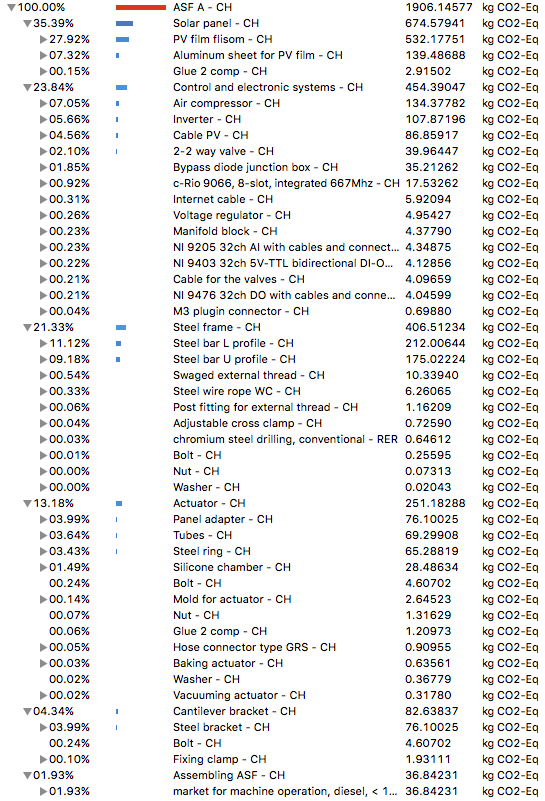 ▼100.00% ASF A - CH 1906.14577 kg CO2-Eq
▼35.39% Solar panel - CH 674.57941 kg CO2-Eq
▶27.92% PV film flisom - CH 532.17751 kg CO2-Eq
▶07.32% Aluminum sheet for PV film - CH 139.48688 kg CO2-Eq
▶00.15% Glue 2 comp - CH 2.91502 kg CO2-Eq
▼23.84% Control and electronic systems - CH 454.39047 kg CO2-Eq
▶07.05% Air compressor - CH 134.37782 kg CO2-Eq
▶05.66% Inverter - CH 107.87196 kg CO2-Eq
▶04.56% Cable PV - CH 86.85917 kg CO2-Eq
▶02.10% 2-2 way valve - CH 39.96447 kg CO2-Eq
▶01.85% Bypass diode junction box - CH 35.21262 kg CO2-Eq
▶00.92% c-Rio 9066, 8-slot, integrated 667Mhz - CH 17.53262 kg CO2-Eq
▶00.31% Internet cable - CH 5.92094 kg CO2-Eq
▶00.26% Voltage regulator - CH 4.95427 kg CO2-Eq
▶00.23% Manifold block - CH 4.37790 kg CO2-Eq
▶00.23% NI 9205 32ch AI with cables and connect... 4.34875 kg CO2-Eq
▶00.22% NI 9403 32ch 5V-TTL bidirectional DI-O... 4.12856 kg CO2-Eq
▶00.21% Cable for the valves - CH 4.09659 kg CO2-Eq
▶00.21% NI 9476 32ch DO with cables and conne... 4.04599 kg CO2-Eq
▶00.04% M3 plugin connector - CH 0.69880 kg CO2-Eq
▼21.33% Steel frame - CH 406.51234 kg CO2-Eq
▶11.12% Steel bar L profile - CH 212.00644 kg CO2-Eq
▶09.18% Steel bar U profile - CH 175.02224 kg CO2-Eq
▶00.54% Swaged external thread - CH 10.33940 kg CO2-Eq
▶00.33% Steel wire rope WC - CH 6.26065 kg CO2-Eq
▶00.06% Post fitting for external thread - CH 1.16209 kg CO2-Eq
▶00.04% Adjustable cross clamp - CH 0.72590 kg CO2-Eq
▶00.03% chromium steel drilling, conventional - RER 0.64612 kg CO2-Eq
▶00.01% Bolt - CH 0.25595 kg CO2-Eq
▶00.00% Nut - CH 0.07313 kg CO2-Eq
▶00.00% Washer - CH 0.02043 kg CO2-Eq
▼13.18% Actuator - CH 251.18288 kg CO2-Eq
▶03.99% Panel adapter - CH 76.10025 kg CO2-Eq
▶03.64% Tubes - CH 69.29908 kg CO2-Eq
▶03.43% Steel ring - CH 65.28819 kg CO2-Eq
▶01.49% Silicone chamber - CH 28.48634 kg CO2-Eq
00.24% Bolt - CH 4.60702 kg CO2-Eq
▶00.14% Mold for actuator - CH 2.64523 kg CO2-Eq
00.07% Nut - CH 1.31629 kg CO2-Eq
00.06% Glue 2 comp - CH 1.20973 kg CO2-Eq
▶00.05% Hose connector type GRS - CH 0.90955 kg CO2-Eq
▶00.03% Baking actuator - CH 0.63561 kg CO2-Eq
00.02% Washer - CH 0.36779 kg CO2-Eq
▶00.02% Vacuuming actuator - CH 0.31780 kg CO2-Eq
▼04.34% Cantilever bracket - CH 82.63837 kg CO2-Eq
▶03.99% Steel bracket - CH 76.10025 kg CO2-Eq
00.24% Bolt - CH 4.60702 kg CO2-Eq
▶00.10% Fixing clamp - CH 1.93111 kg CO2-Eq
▼01.93% Assembling ASF - CH 36.84231 kg CO2-Eq
▶01.93% market for machine operation, diesel, < 1... 36.84231 kg CO2-Eq